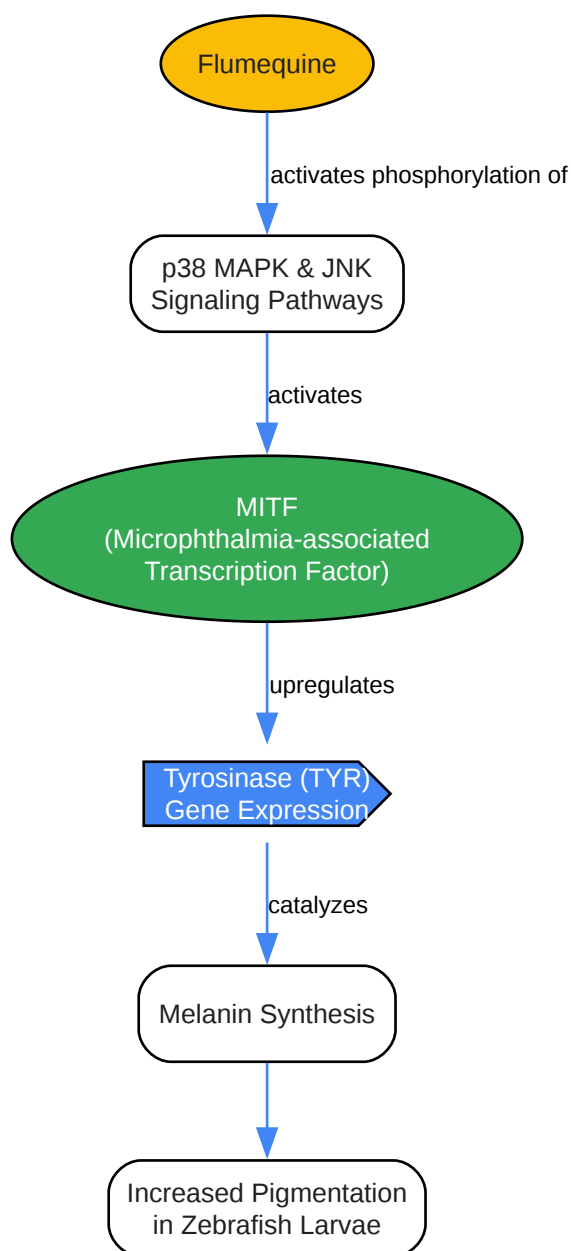 Flumequine
activates phosphorylation of
p38 MAPK & JNK
Signaling Pathways
activates
MITF
(Microphthalmia-associated
Transcription Factor)
upregulates
Tyrosinase (TYR)
Gene Expression
catalyzes
Melanin Synthesis
Increased Pigmentation
in Zebrafish Larvae